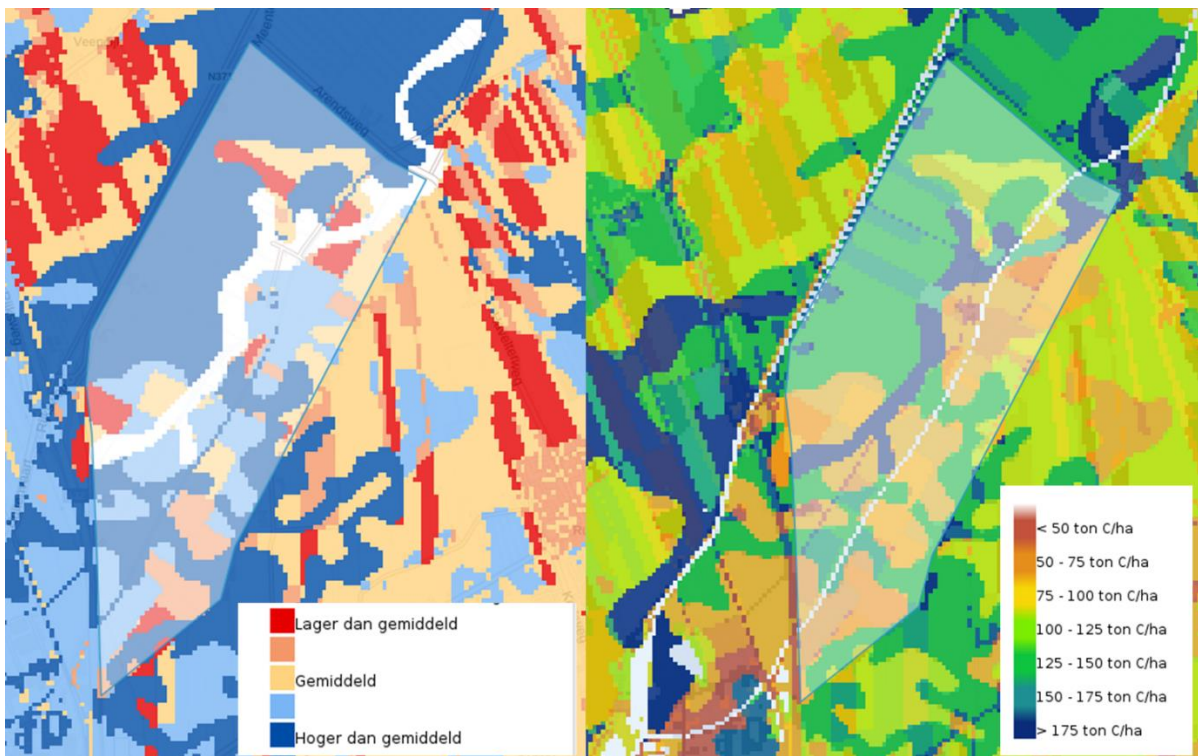 Arendsweg
Lager dan gemiddeld
Gemiddeld
Hoger dan gemiddeld
< 50 ton C/ha
50 - 75 ton C/ha
75 - 100 ton C/ha
100 - 125 ton C/ha
125 - 150 ton C/ha
150 - 175 ton C/ha
> 175 ton C/ha